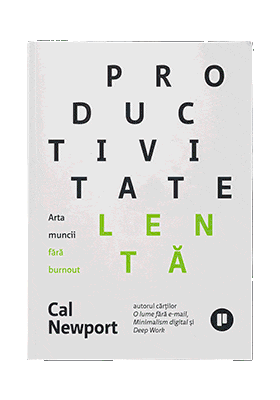 PRO
DUC
TIVI
TATE
LEN
TĂ
Arta
muncii
fără
burnout
Cal
Newport
autorul cărților
O lume fără e-mail,
Minimalism digital și
Deep Work